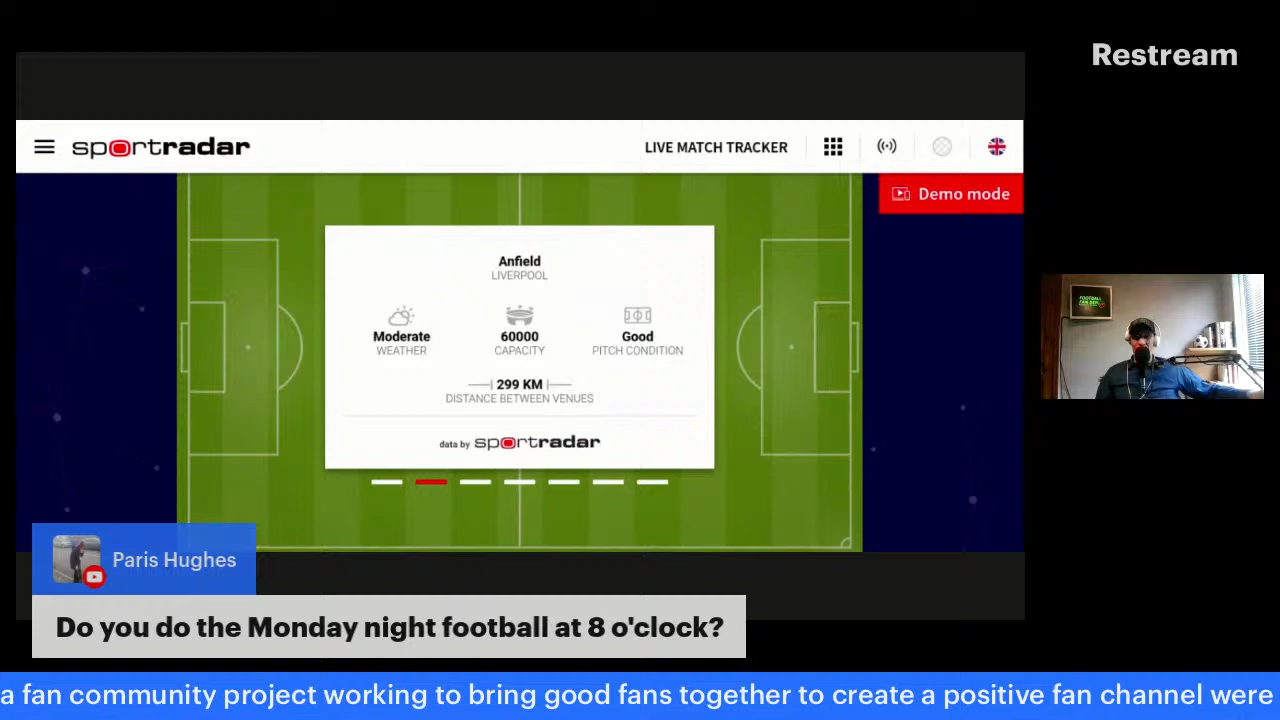 Restream
sportradar
LIVE MATCH TRACKER
Demo mode
Anfield
LIVERPOOL
Moderate
WEATHER
60000
CAPACITY
Good
PITCH CONDITION
299 KM
DISTANCE BETWEEN VENUES
data by sportradar
FOOTBALL
Paris Hughes
Do you do the Monday night football at 8 o'clock?
a fan community project working to bring good fans together to create a positive fan channel were